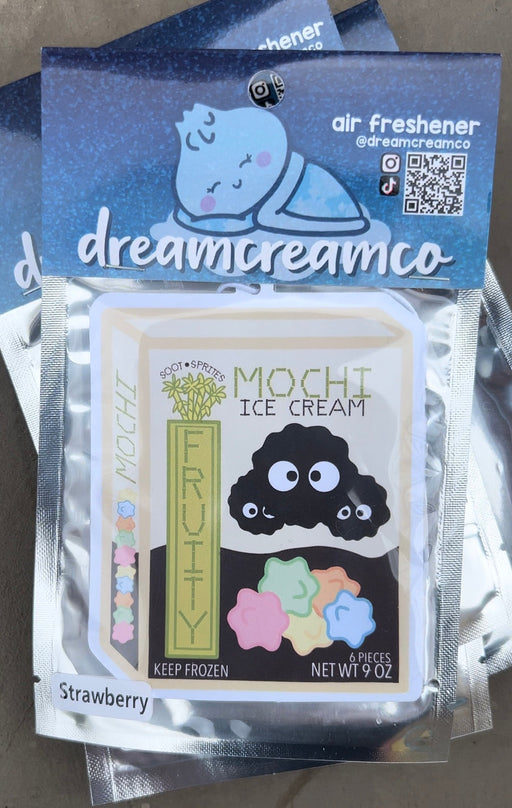 freshener
air freshener
@dreamcreamco
dreamcreamco
d
SOOT•SPRITES
MOCHI
ICE CREAM
MOCHI
FRUITY
KEEP FROZEN
6 PIECES
NET WT 9 OZ
Strawberry